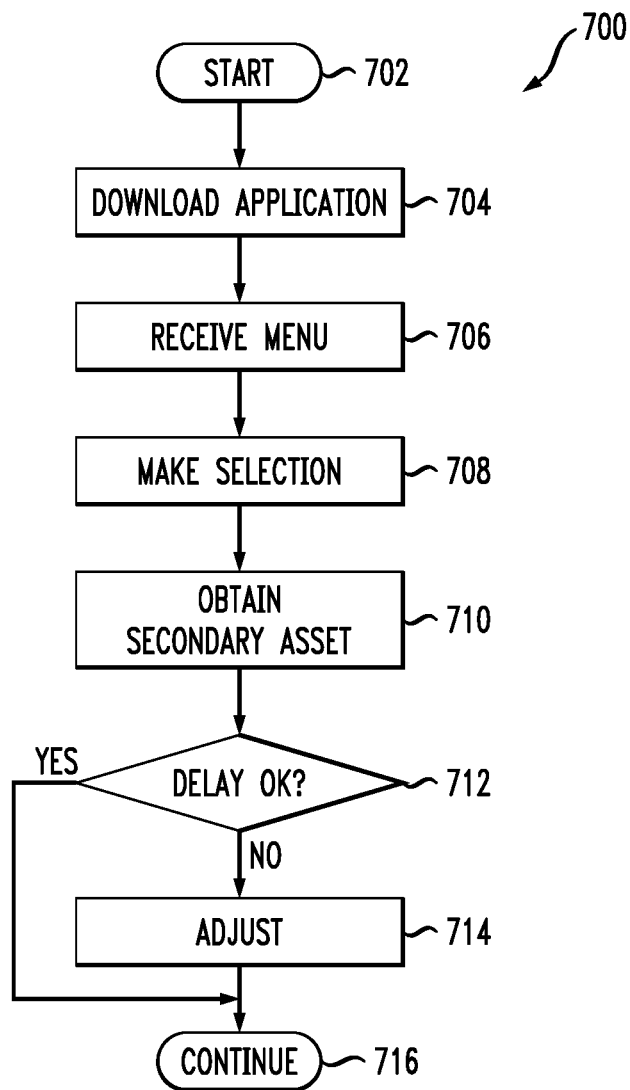 700
START 702
DOWNLOAD APPLICATION 704
RECEIVE MENU 706
MAKE SELECTION 708
OBTAIN
SECONDARY ASSET 710
YES
DELAY OK? 712
NO
ADJUST 714
CONTINUE 716